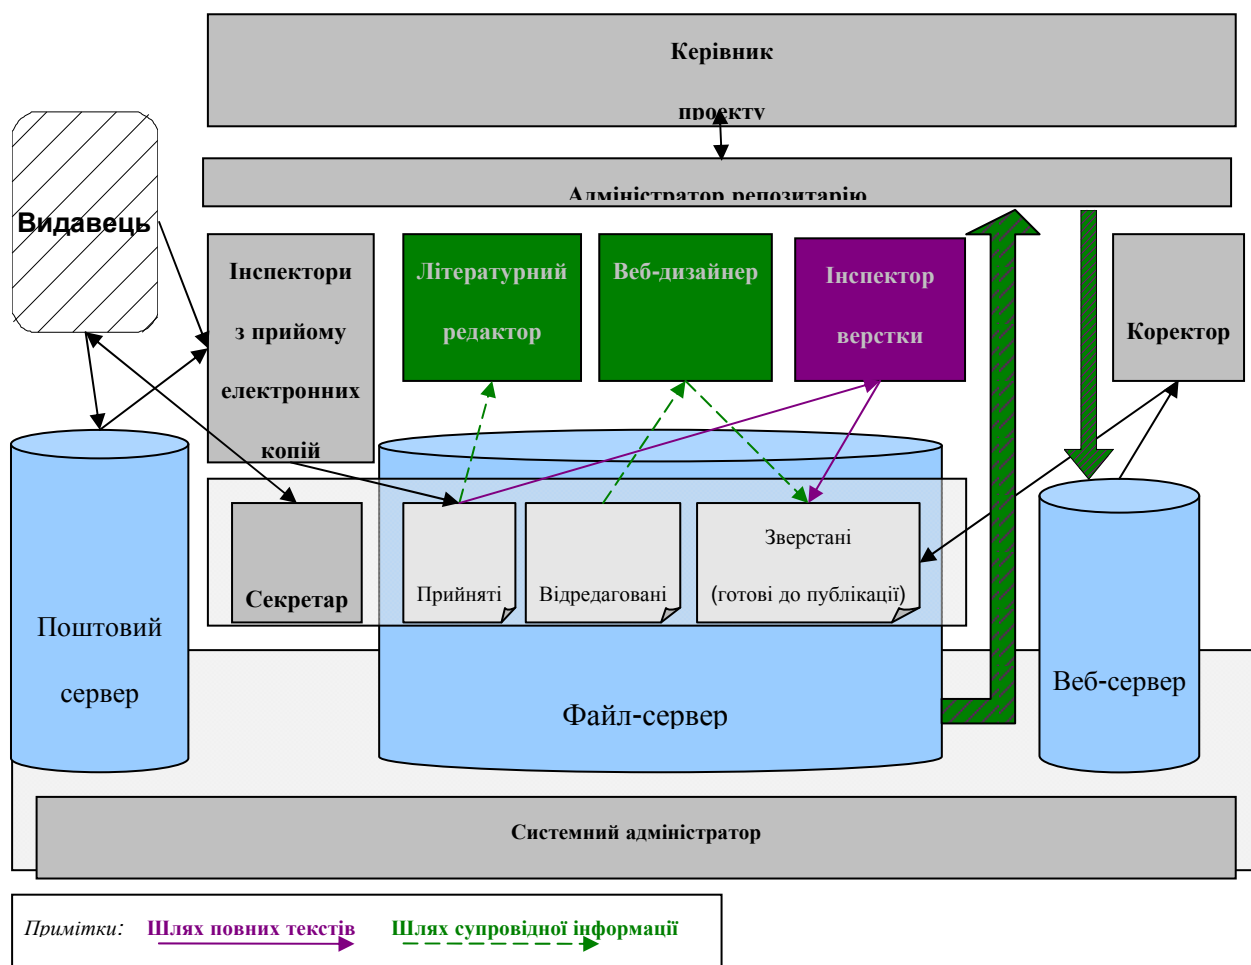 Керівник
проекту
Адміністратор репозитарію
Видавець
Інспектори
з прийому
електронних
копій
Літературний
редактор
Веб-дизайнер
Інспектор
верстки
Коректор
Секретар
Прийняті
Відредаговані
Зверстані
(готові до публікації)
Поштовий
сервер
Файл-сервер
Веб-сервер
Системний адміністратор
Примітки: Шлях повних текстів Шлях супровідної інформації